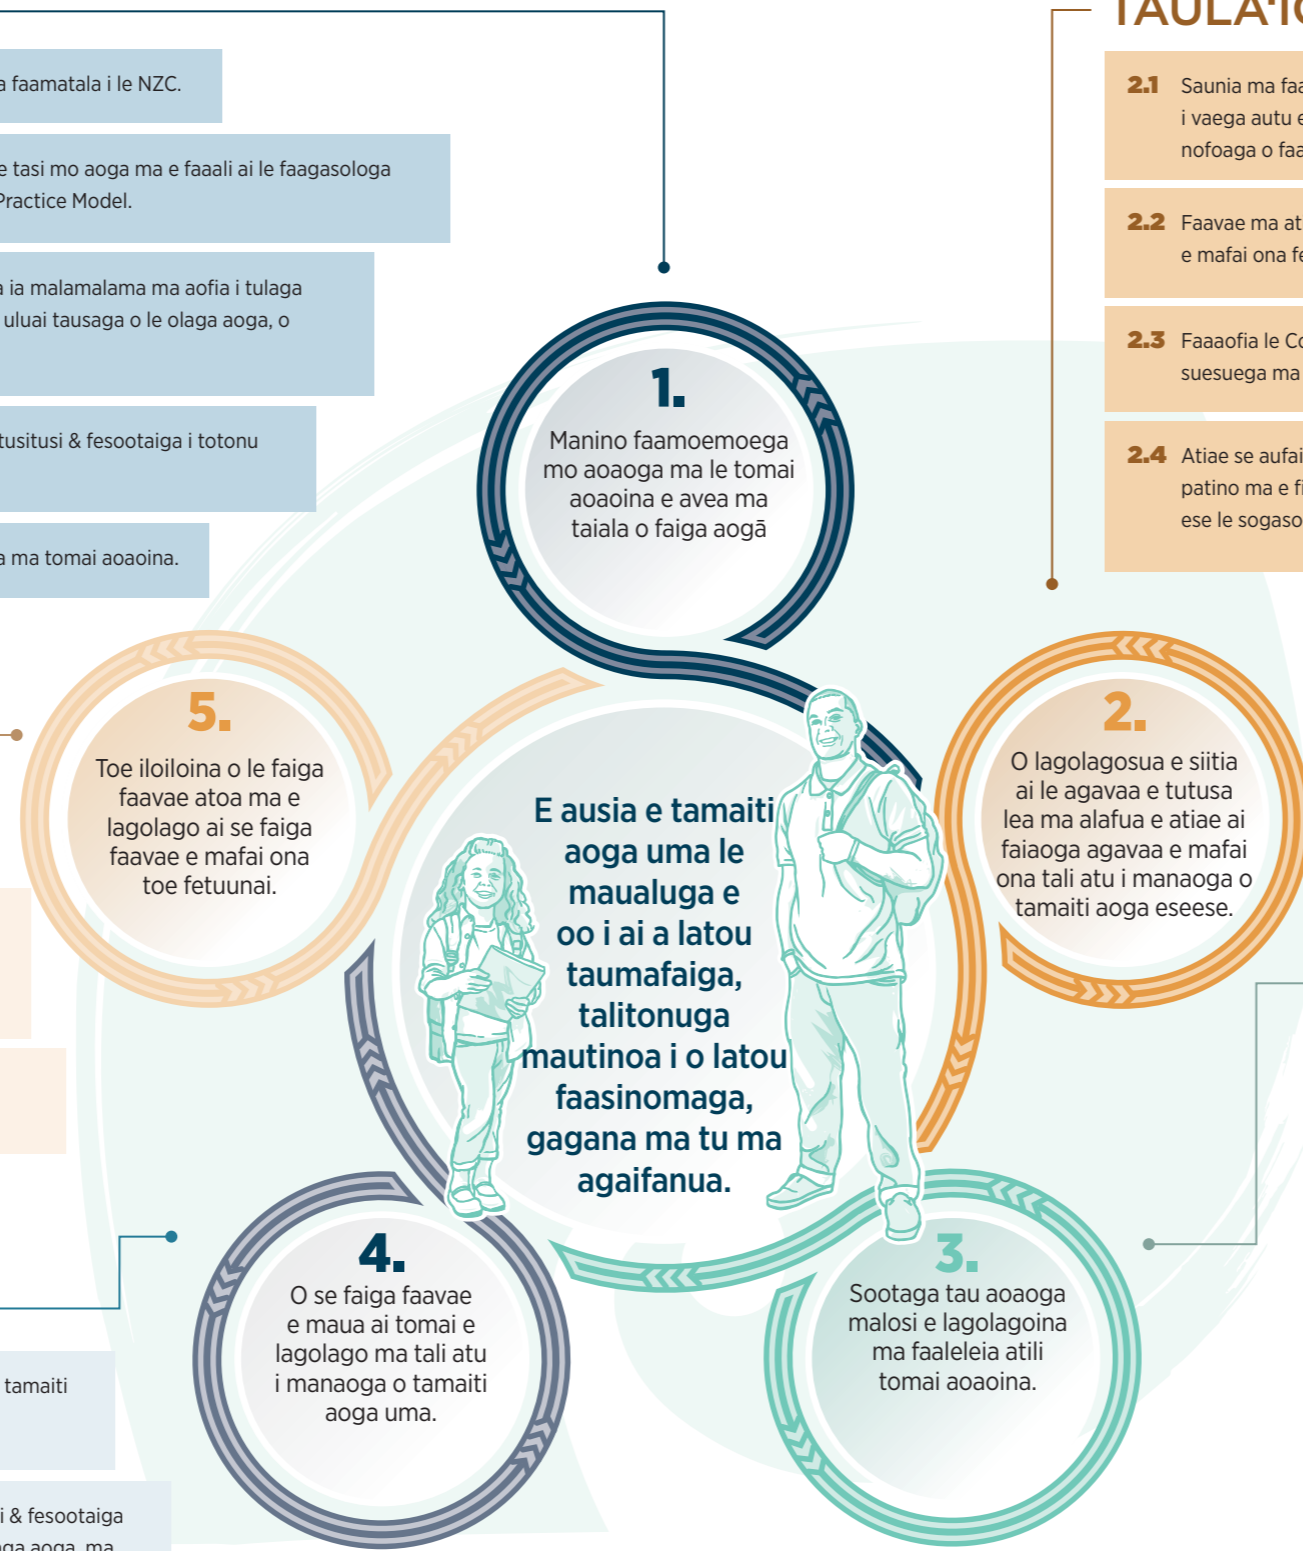 a faamatala i le NZC.
e tasi mo aoga ma e faaali ai le faagasologa
Practice Model.
a ia malamalama ma aofia i tulaga
uluai tausaga o le olaga aoga, o
tusitusi & fesootaiga i totonu
a ma tomai aoaoina.
2.1 Saunia ma faa
i vaega autu e
nofoaga o faa
2.2 Faavae ma ati
e mafai ona fe
2.3 Faaaofia le Co
suesuega ma
2.4 Atiae se aufai
patino ma e fi
ese le sogaso
1.
Manino faamoemoega
mo aoaoga ma le tomai
aoaoina e avea ma
taiala o faiga aogā
2.
O lagolagosua e siitia
ai le agavaa e tutusa
lea ma alafua e atiae ai
faiaoga agavaa e mafai
ona tali atu i manaoga o
tamaiti aoga eseese.
5.
Toe iloiloina o le faiga
faavae atoa ma e
lagolago ai se faiga
faavae e mafai ona
toe fetuunai.
E ausia e tamaiti
aoga uma le
maualuga e
oo i ai a latou
taumafaiga,
talitonuga
mautinoa i o latou
faasinomaga,
gagana ma tu ma
agaifanua.
4.
O se faiga faavae
e maua ai tomai e
lagolago ma tali atu
i manaoga o tamaiti
aoga uma.
3.
Sootaga tau aoaoga
malosi e lagolagoina
ma faaleleia atili
tomai aoaoina.
tamaiti
i & fesootaiga